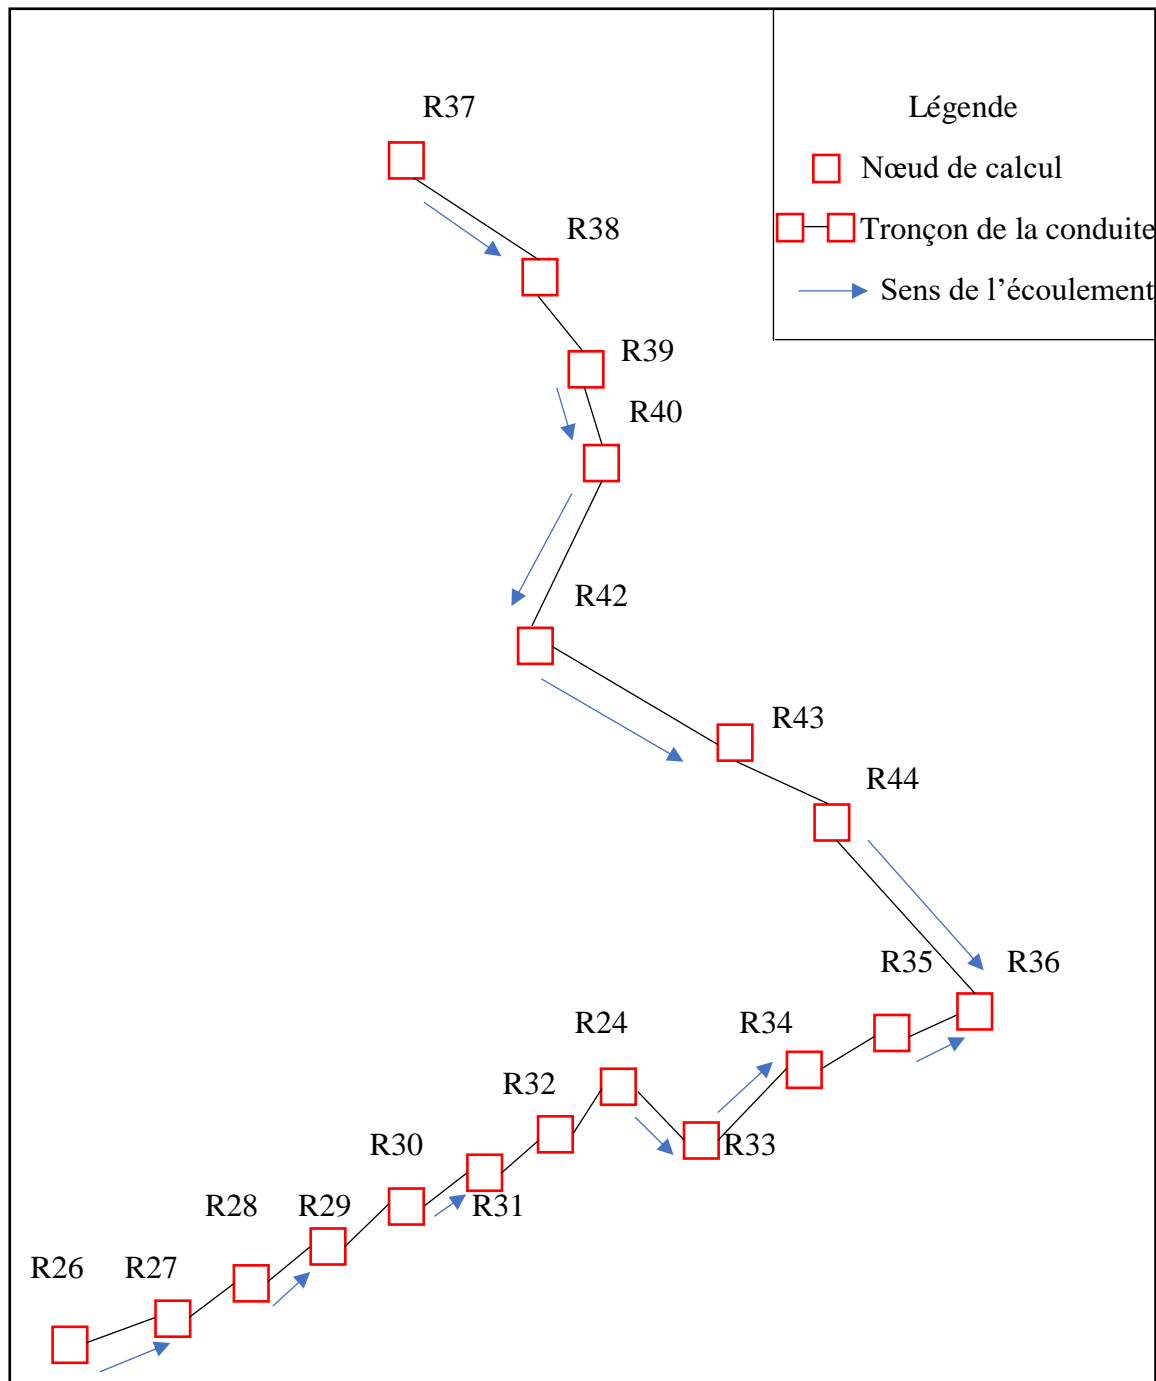 R37
Légende
Nœud de calcul
R38
Tronçon de la conduite
Sens de l’écoulement
R39
R40
R42
R43
R44
R35
R36
R24
R34
R32
R33
R30
R31
R28
R29
R26
R27